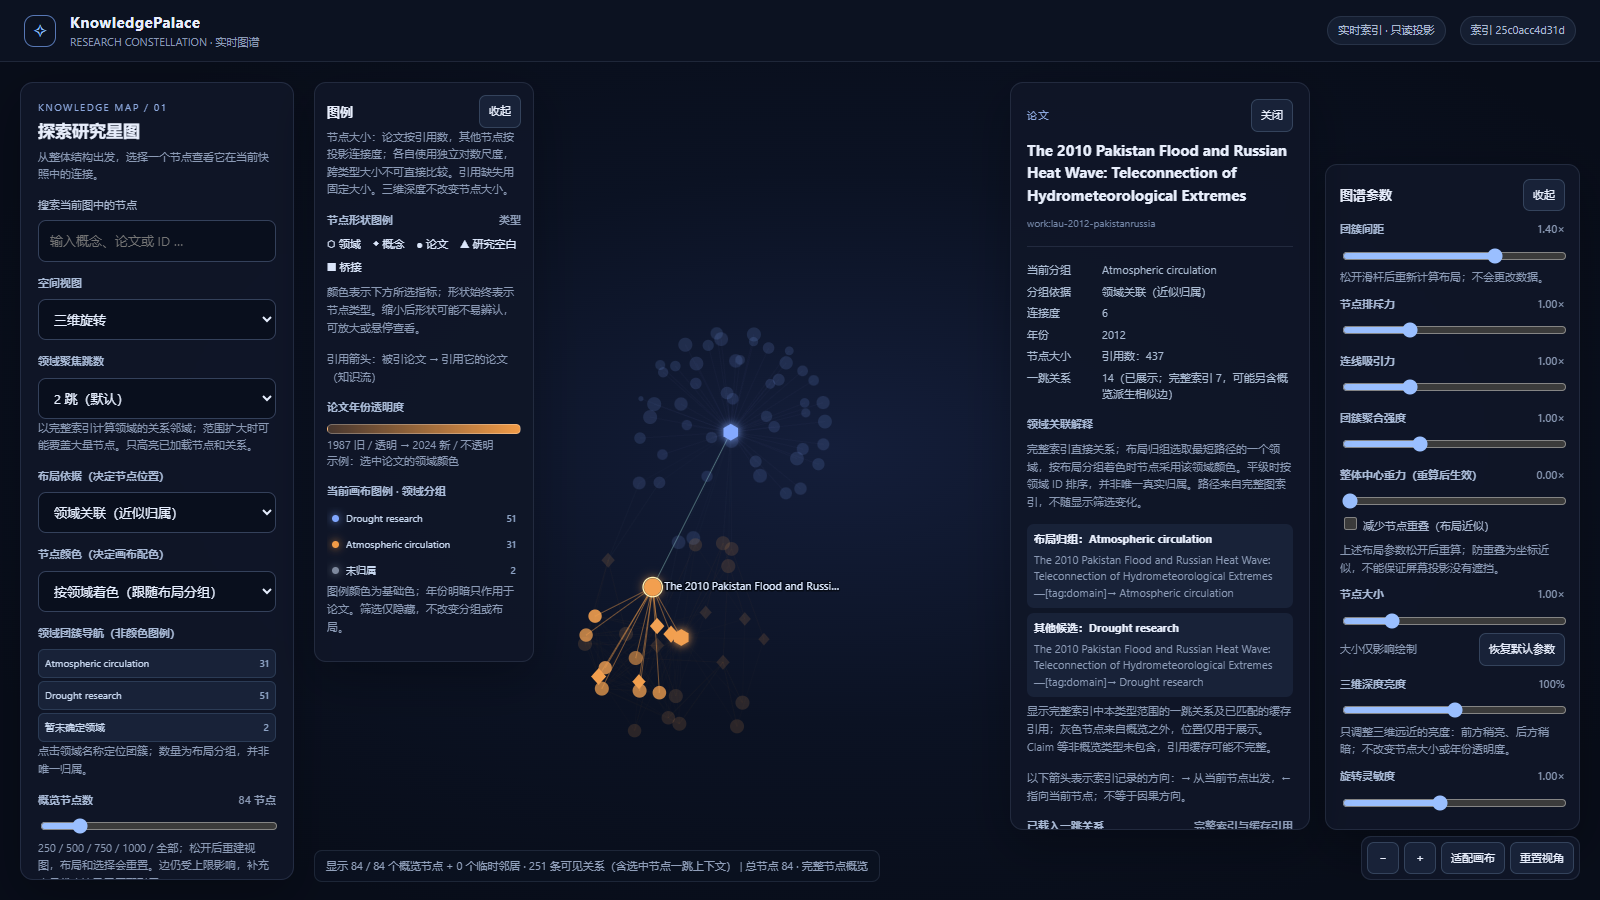 KnowledgePalace
RESEARCH CONSTELLATION · 实时图谱
实时索引 · 只读投影
索引 25c0acc4d31d
KNOWLEDGE MAP / 01
探索研究星图
从整体结构出发，选择一个节点查看它在当前快
照中的连接。
搜索当前图中的节点
输入概念、论文或 ID ...
空间视图
三维旋转
领域聚焦跳数
2 跳（默认）
以完整索引计算领域的关系邻域；范围扩大时可
能覆盖大量节点。只高亮已加载节点和关系。
布局依据（决定节点位置）
领域关联（近似归属）
节点颜色（决定画布配色）
按领域着色（跟随布局分组）
领域团簇导航（非颜色图例）
Atmospheric circulation 31
Drought research 51
暂未确定领域 2
点击领域名称定位团簇；数量为布局分组，并非
唯一归属。
概览节点数 84 节点
250 / 500 / 750 / 1000 / 全部；松开后重建视
图，布局和选择会重置。边仍受上限影响，补充
图例
收起
节点大小：论文按引用数，其他节点按
投影连接度；各自使用独立对数尺度，
跨类型大小不可直接比较。引用缺失用
固定大小。三维深度不改变节点大小。
节点形状图例 类型
领域 概念 论文 研究空白
桥接
颜色表示下方所选指标；形状始终表示
节点类型。缩小后形状可能不易辨认，
可放大或悬停查看。
引用箭头：被引论文 → 引用它的论文
（知识流）
论文年份透明度
1987 旧 / 透明 → 2024 新 / 不透明
示例：选中论文的领域颜色
当前画布图例 · 领域分组
Drought research 51
Atmospheric circulation 31
未归属 2
图例颜色为基础色；年份明暗只作用于
论文。筛选仅隐藏，不改变分组或布
局。
The 2010 Pakistan Flood and Russi...
显示 84 / 84 个概览节点 + 0 个临时邻居 · 251 条可见关系（含选中节点一跳上下文） | 总节点 84 · 完整节点概览
论文
关闭
The 2010 Pakistan Flood and Russian
Heat Wave: Teleconnection of
Hydrometeorological Extremes
work:lau-2012-pakistanrussia
当前分组 Atmospheric circulation
分组依据 领域关联（近似归属）
连接度 6
年份 2012
节点大小 引用数：437
一跳关系 14（已展示；完整索引 7，可能另含概
览派生相似边）
领域关联解释
完整索引直接关系；布局归组选取最短路径的一个领
域，按布局分组着色时节点采用该领域颜色。平级时按
领域 ID 排序，并非唯一真实归属。路径来自完整图索
引，不随显示筛选变化。
布局归组：Atmospheric circulation
The 2010 Pakistan Flood and Russian Heat Wave:
Teleconnection of Hydrometeorological Extremes
—[tag:domain]→ Atmospheric circulation
其他候选：Drought research
The 2010 Pakistan Flood and Russian Heat Wave:
Teleconnection of Hydrometeorological Extremes
—[tag:domain]→ Drought research
显示完整索引中本类型范围的一跳关系及已匹配的缓存
引用；灰色节点来自概览之外，位置仅用于展示。
Claim 等非概览类型未包含，引用缓存可能不完整。
以下箭头表示索引记录的方向：→ 从当前节点出发，←
指向当前节点；不等于因果方向。
已载入一跳关系 完整索引与缓存引用
图谱参数
收起
团簇间距 1.40×
松开滑杆后重新计算布局；不会更改数据。
节点排斥力 1.00×
连线吸引力 1.00×
团簇聚合强度 1.00×
整体中心重力（重算后生效） 0.00×
减少节点重叠（布局近似）
上述布局参数松开后重算；防重叠为坐标近
似，不能保证屏幕投影没有遮挡。
节点大小 1.00×
大小仅影响绘制
恢复默认参数
三维深度亮度 100%
只调整三维远近的亮度：前方稍亮、后方稍
暗；不改变节点大小或年份透明度。
旋转灵敏度 1.00×
−
+
适配画布
重置视角